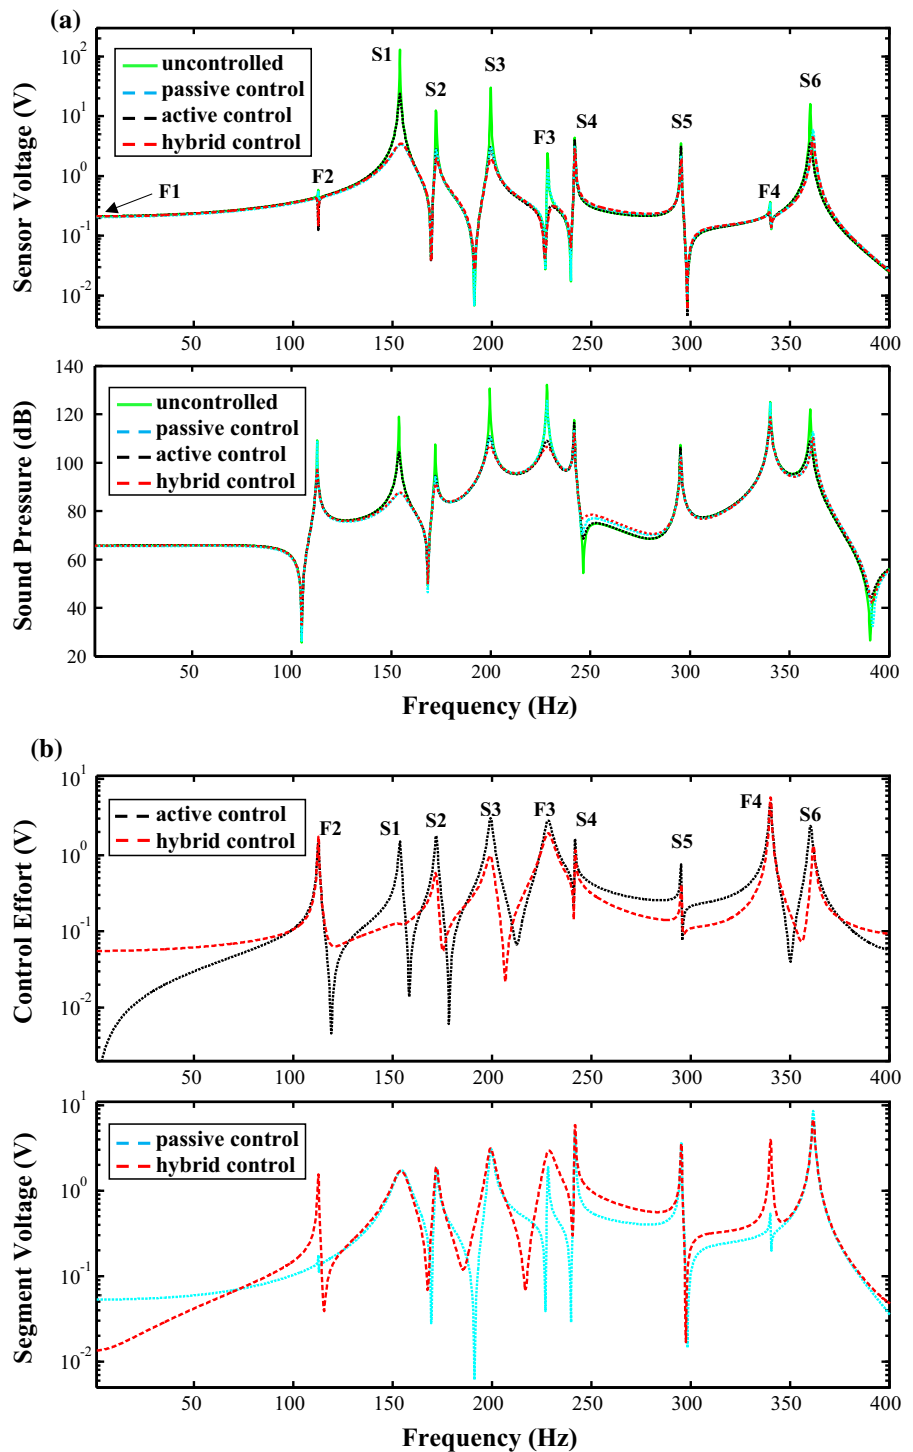 (a)
Sensor Voltage (V)
10^2
10^1
10^0
10^-1
10^-2
uncontrolled
passive control
active control
hybrid control
F1
F2
S1
S2
S3
F3
S4
S5
F4
S6
50
100
150
200
250
300
350
400
Sound Pressure (dB)
140
120
100
80
60
40
20
uncontrolled
passive control
active control
hybrid control
50
100
150
200
250
300
350
400
Frequency (Hz)
(b)
Control Effort (V)
10^1
10^0
10^-1
10^-2
active control
hybrid control
F2
S1
S2
S3
F3
S4
S5
F4
S6
50
100
150
200
250
300
350
400
Segment Voltage (V)
10^1
10^0
10^-1
10^-2
passive control
hybrid control
50
100
150
200
250
300
350
400
Frequency (Hz)